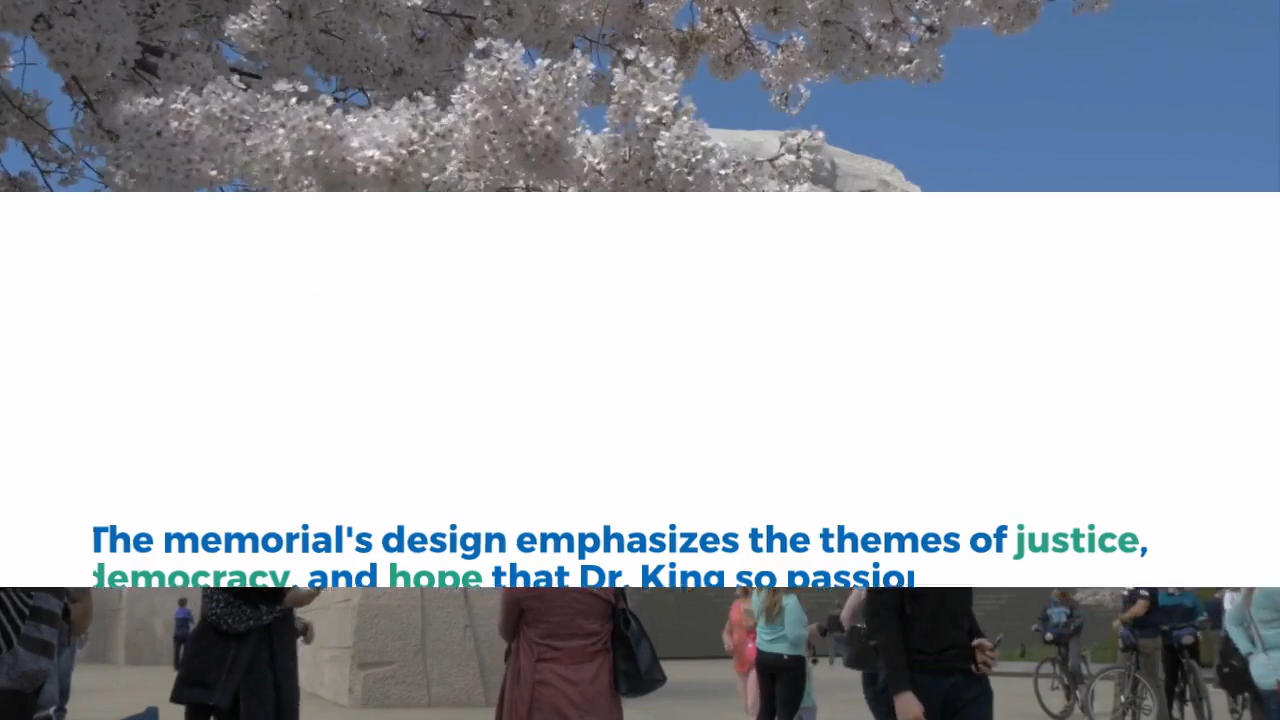 The memorial's design emphasizes the themes of justice,
democracy, and hope that Dr. King so